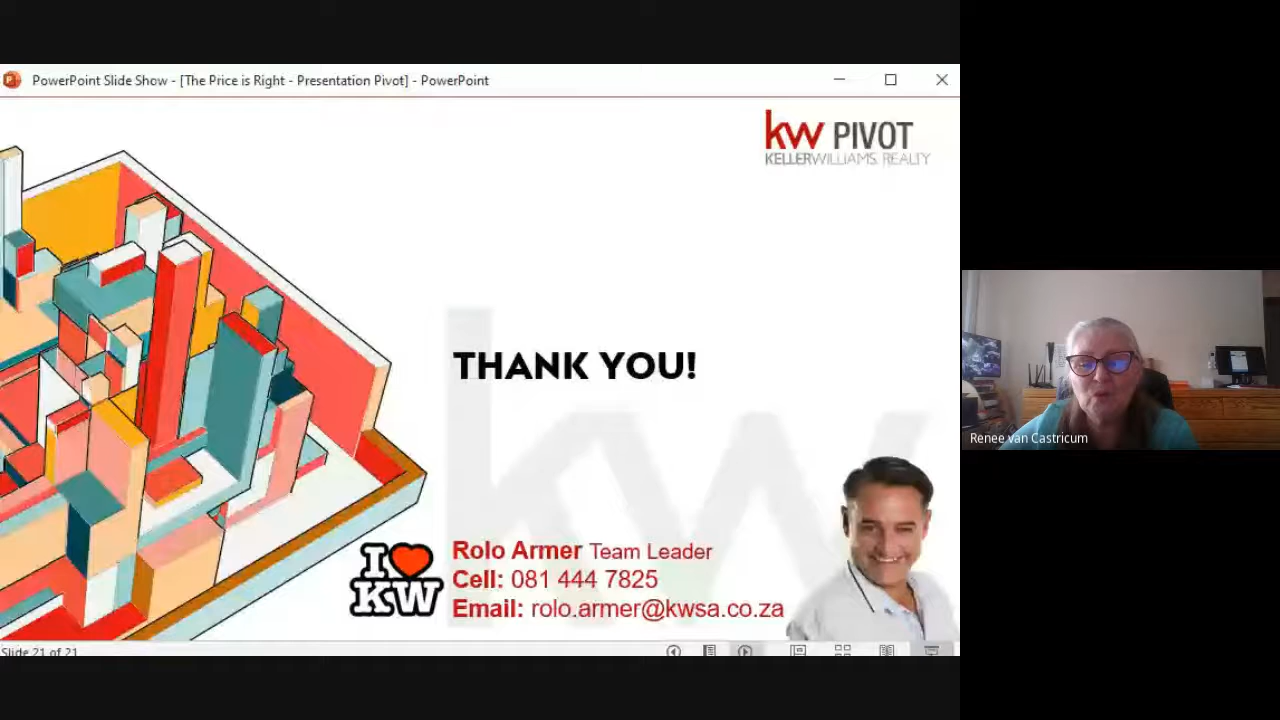 PowerPoint Slide Show - [The Price is Right - Presentation Pivot] - PowerPoint
kw PIVOT
KELLERWILLIAMS. REALTY
THANK YOU!
kw
I
KW
Rolo Armer Team Leader
Cell: 081 444 7825
Email: rolo.armer@kwsa.co.za
Slide 21 of 21
Renee van Castricum